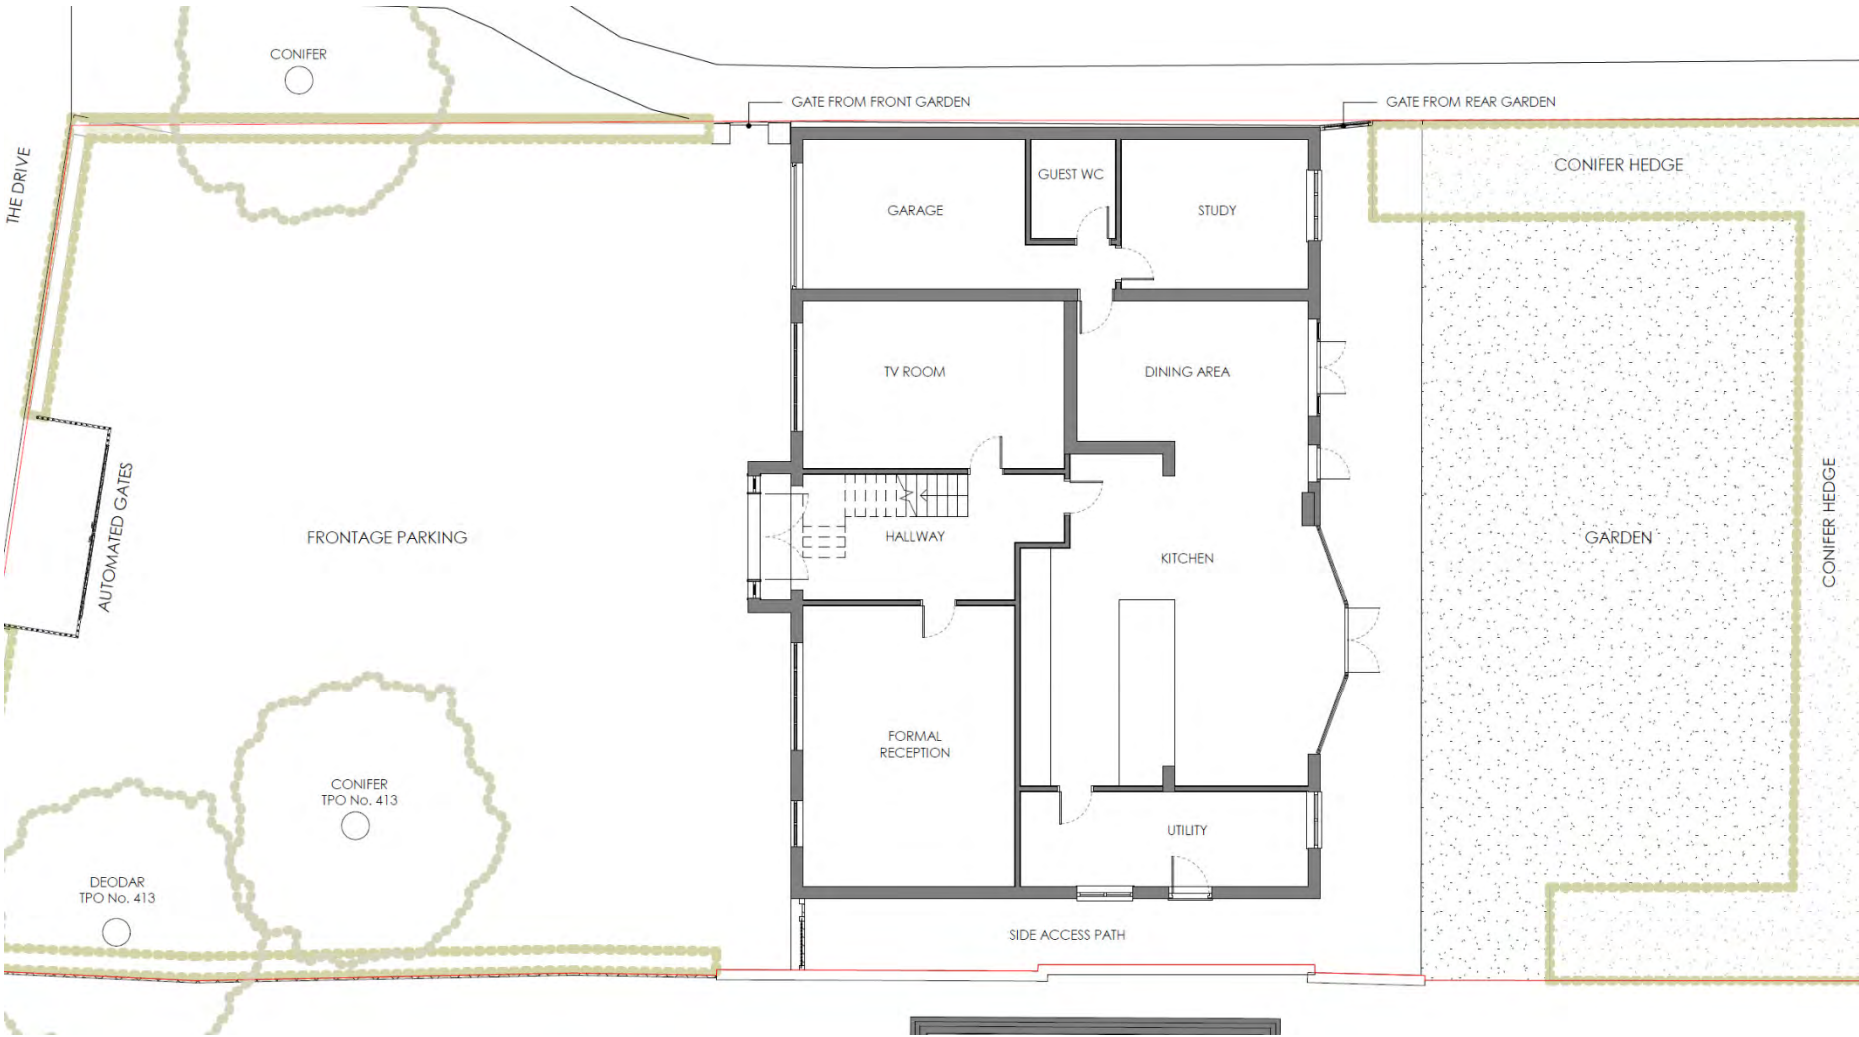 CONIFER
GATE FROM FRONT GARDEN
GATE FROM REAR GARDEN
THE DRIVE
CONIFER HEDGE
GUEST WC
GARAGE
STUDY
TV ROOM
DINING AREA
AUTOMATED GATES
FRONTAGE PARKING
HALLWAY
KITCHEN
GARDEN
CONIFER HEDGE
FORMAL
RECEPTION
CONIFER
TPO No. 413
UTILITY
DEODAR
TPO No. 413
SIDE ACCESS PATH